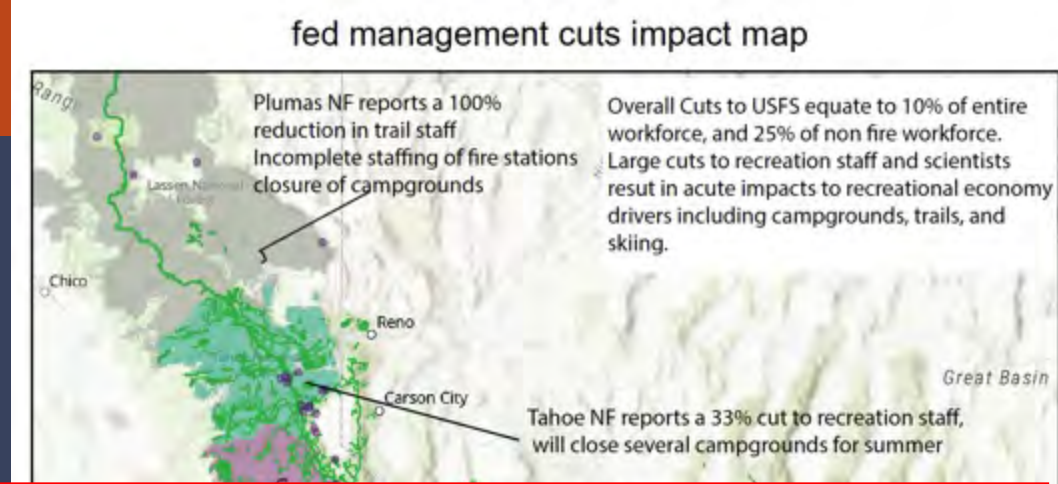 fed management cuts impact map
Plumas NF reports a 100%
reduction in trail staff
Incomplete staffing of fire stations
closure of campgrounds
Overall Cuts to USFS equate to 10% of entire
workforce, and 25% of non fire workforce.
Large cuts to recreation staff and scientists
resut in acute impacts to recreational economy
drivers including campgrounds, trails, and
skiing.
Rang
Lassen National
Forest
Chico
Reno
Great Basin
Carson City
Tahoe NF reports a 33% cut to recreation staff,
will close several campgrounds for summer